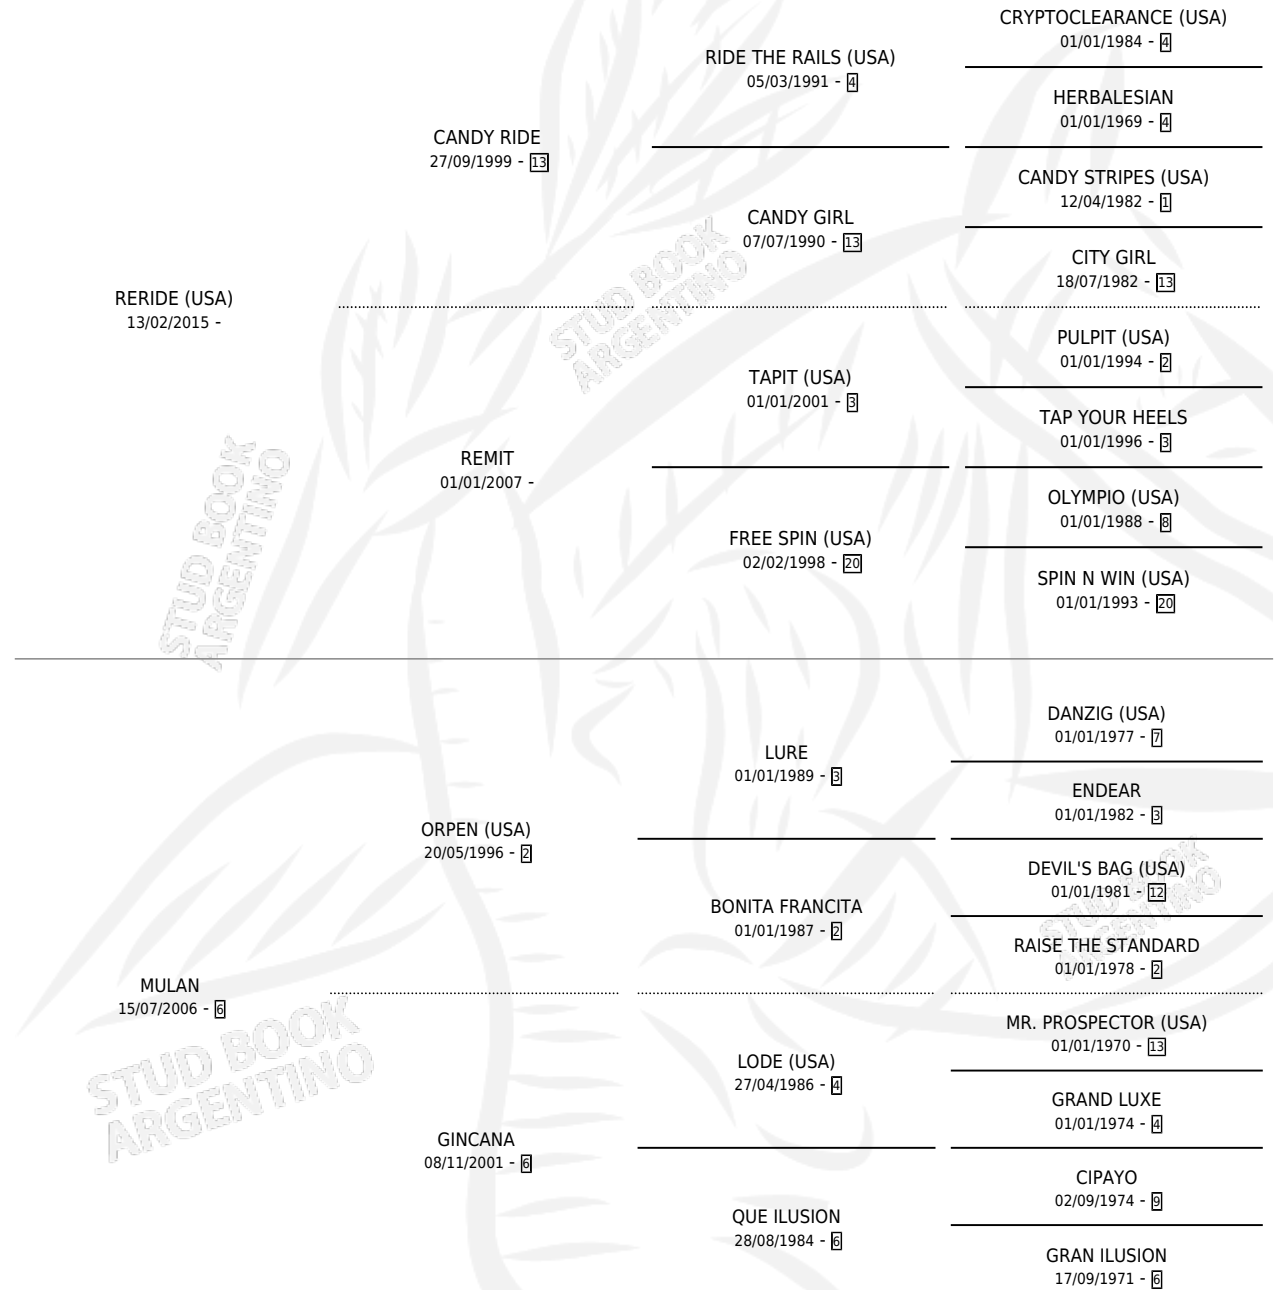 CRYPTOCLEARANCE (USA)
01/01/1984 - 4
RIDE THE RAILS (USA)
05/03/1991 - 4
HERBALESIAN
01/01/1969 - 4
CANDY RIDE
27/09/1999 - 13
CANDY STRIPES (USA)
12/04/1982 - 1
CANDY GIRL
07/07/1990 - 13
CITY GIRL
18/07/1982 - 13
RERIDE (USA)
13/02/2015 -
PULPIT (USA)
01/01/1994 - 2
TAPIT (USA)
01/01/2001 - 3
TAP YOUR HEELS
01/01/1996 - 3
REMIT
01/01/2007 -
OLYMPIO (USA)
01/01/1988 - 8
FREE SPIN (USA)
02/02/1998 - 20
SPIN N WIN (USA)
01/01/1993 - 20
STUD BOOK
ARGENTINO
STUD BOOK
ARGENTINO
DANZIG (USA)
01/01/1977 - 7
LURE
01/01/1989 - 3
ENDEAR
01/01/1982 - 3
ORPEN (USA)
20/05/1996 - 2
DEVIL'S BAG (USA)
01/01/1981 - 12
BONITA FRANCITA
01/01/1987 - 2
RAISE THE STANDARD
01/01/1978 - 2
MULAN
15/07/2006 - 6
MR. PROSPECTOR (USA)
01/01/1970 - 13
LODE (USA)
27/04/1986 - 4
GRAND LUXE
01/01/1974 - 4
GINCANA
08/11/2001 - 6
CIPAYO
02/09/1974 - 9
QUE ILUSION
28/08/1984 - 6
GRAN ILUSION
17/09/1971 - 6
STUD BOOK
ARGENTINO
STUD BOOK
ARGENTINO